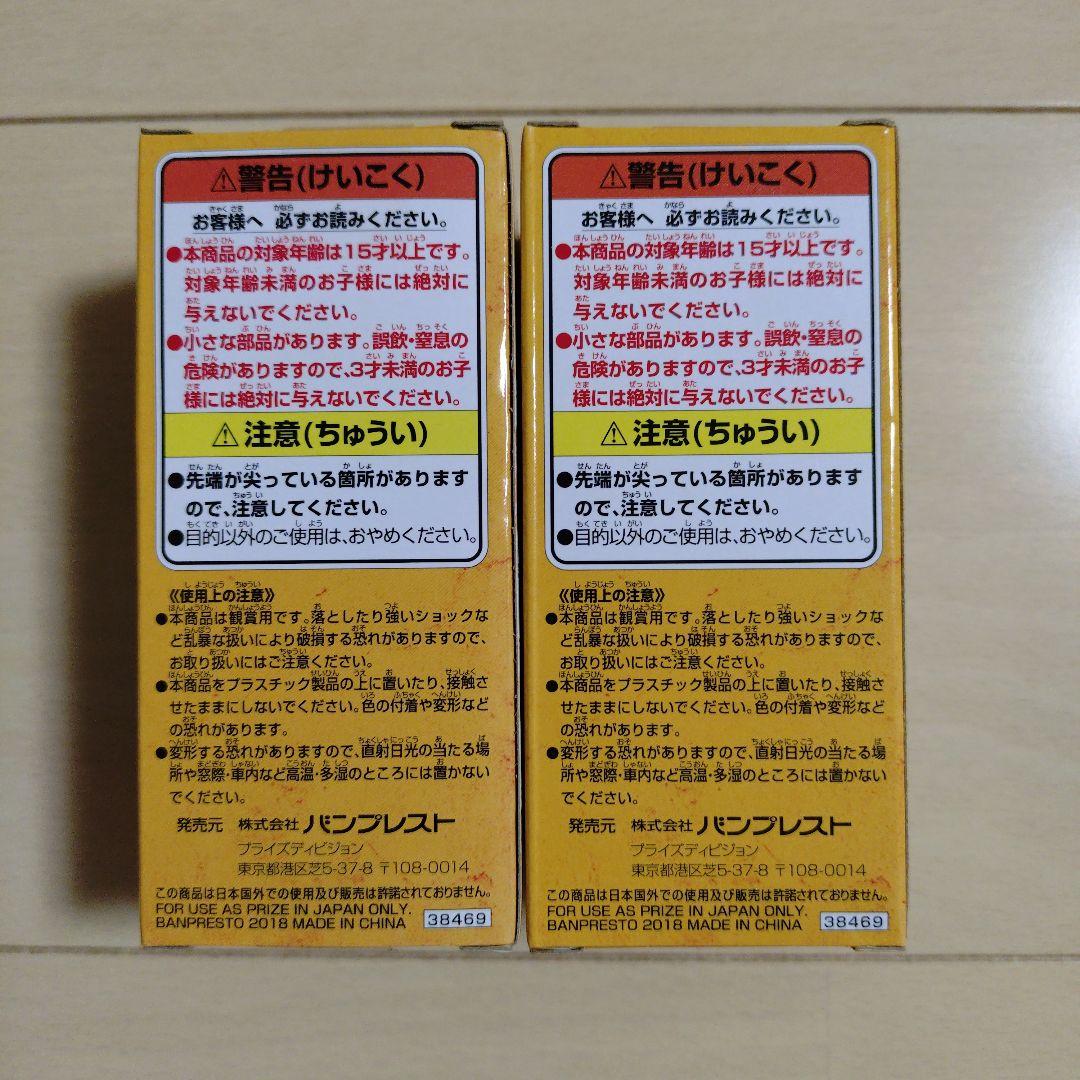 ⚠警告(けいこく)
お客様へ 必ずお読みください。
●本商品の対象年齢は15才以上です。
対象年齢未満のお子様には絶対に
与えないでください。
●小さな部品があります。誤飲・窒息の
危険がありますので、3才未満のお子
様には絶対に与えないでください。
⚠注意(ちゅうい)
●先端が尖っている箇所があります
ので、注意してください。
●目的以外のご使用は、おやめください。
《使用上の注意》
●本商品は観賞用です。落としたり強いショックな
ど乱暴な扱いにより破損する恐れがありますので、
お取り扱いにはご注意ください。
●本商品をプラスチック製品の上に置いたり、接触さ
せたままにしないでください。色の付着や変形など
の恐れがあります。
●変形する恐れがありますので、直射日光の当たる場
所や窓際・車内など高温・多湿のところには置かない
でください。
発売元 株式会社 バンプレスト
プライズディビジョン
東京都港区芝5-37-8 〒108-0014
この商品は日本国外での使用及び販売は許諾されておりません。
FOR USE AS PRIZE IN JAPAN ONLY.
BANPRESTO 2018 MADE IN CHINA 38469
⚠警告(けいこく)
お客様へ 必ずお読みください。
●本商品の対象年齢は15才以上です。
対象年齢未満のお子様には絶対に
与えないでください。
●小さな部品があります。誤飲・窒息の
危険がありますので、3才未満のお子
様には絶対に与えないでください。
⚠注意(ちゅうい)
●先端が尖っている箇所があります
ので、注意してください。
●目的以外のご使用は、おやめください。
《使用上の注意》
●本商品は観賞用です。落としたり強いショックな
ど乱暴な扱いにより破損する恐れがありますので、
お取り扱いにはご注意ください。
●本商品をプラスチック製品の上に置いたり、接触さ
せたままにしないでください。色の付着や変形など
の恐れがあります。
●変形する恐れがありますので、直射日光の当たる場
所や窓際・車内など高温・多湿のところには置かない
でください。
発売元 株式会社 バンプレスト
プライズディビジョン
東京都港区芝5-37-8 〒108-0014
この商品は日本国外での使用及び販売は許諾されておりません。
FOR USE AS PRIZE IN JAPAN ONLY.
BANPRESTO 2018 MADE IN CHINA 38469